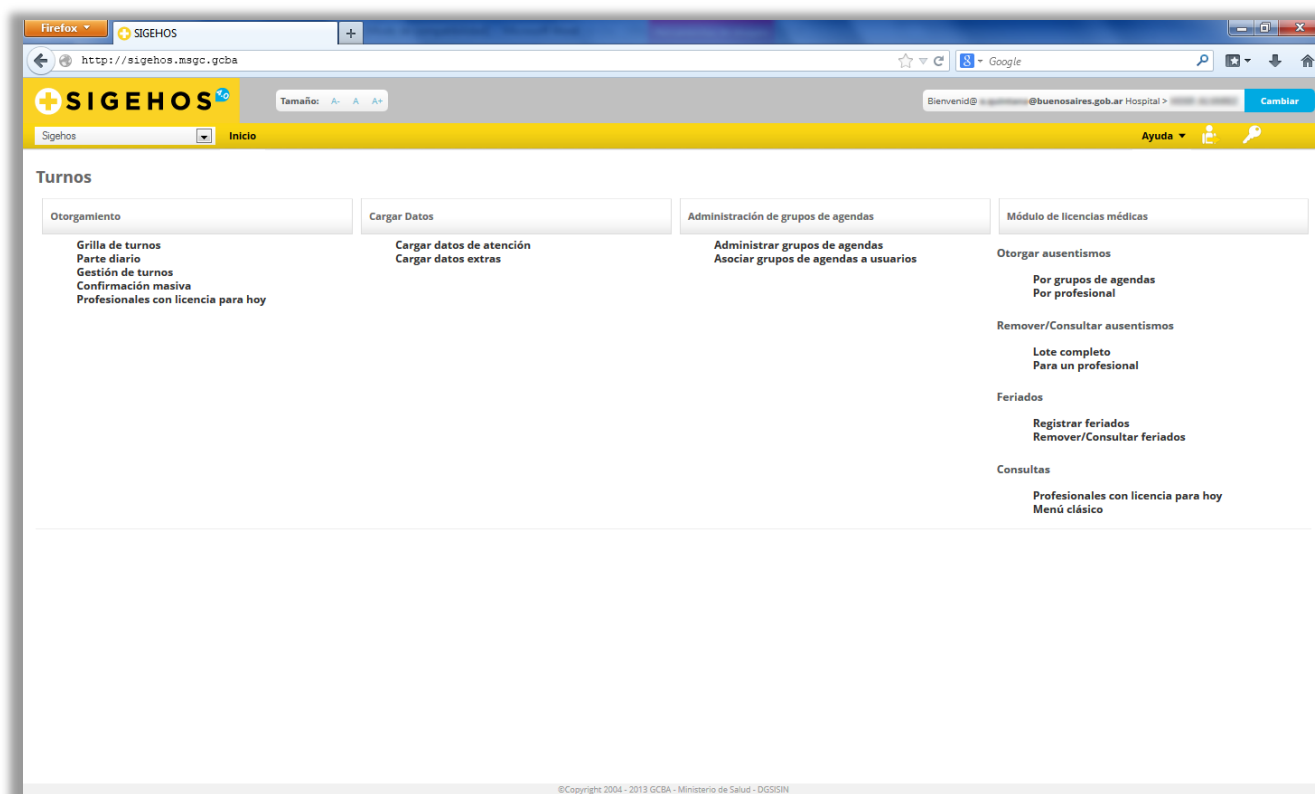 Firefox
SIGEHOS
http://sigehos.msgc.gcba
Google
SIGEHOS
Tamaño: A- A A+
Bienvenid@ @buenosaires.gob.ar Hospital >
Cambiar
Sigehos
Inicio
Ayuda
Turnos
Otorgamiento
Grilla de turnos
Parte diario
Gestión de turnos
Confirmación masiva
Profesionales con licencia para hoy
Cargar Datos
Cargar datos de atención
Cargar datos extras
Administración de grupos de agendas
Administrar grupos de agendas
Asociar grupos de agendas a usuarios
Módulo de licencias médicas
Otorgar ausentismos
Por grupos de agendas
Por profesional
Remover/Consultar ausentismos
Lote completo
Para un profesional
Feriados
Registrar feriados
Remover/Consultar feriados
Consultas
Profesionales con licencia para hoy
Menú clásico
©Copyright 2004 - 2013 GCBA - Ministerio de Salud - DGSISIN